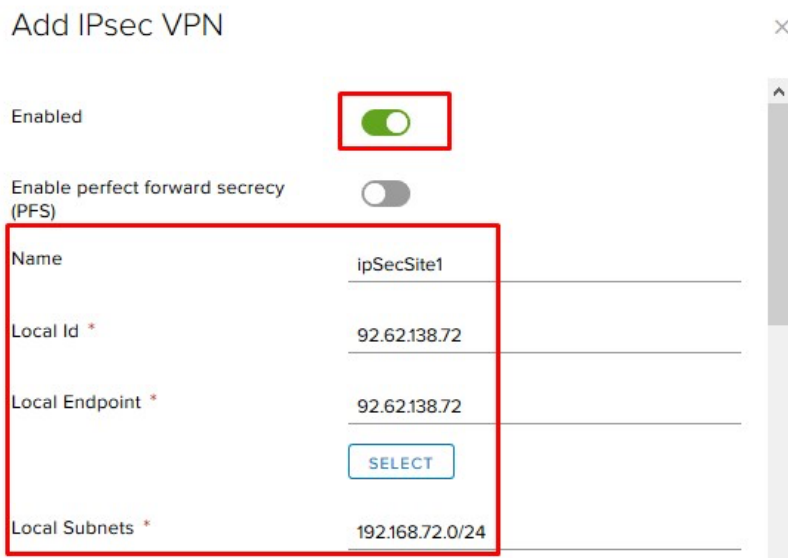 Add IPsec VPN
Enabled
Enable perfect forward secrecy
(PFS)
Name ipSecSite1
Local Id * 92.62.138.72
Local Endpoint * 92.62.138.72
SELECT
Local Subnets * 192.168.72.0/24